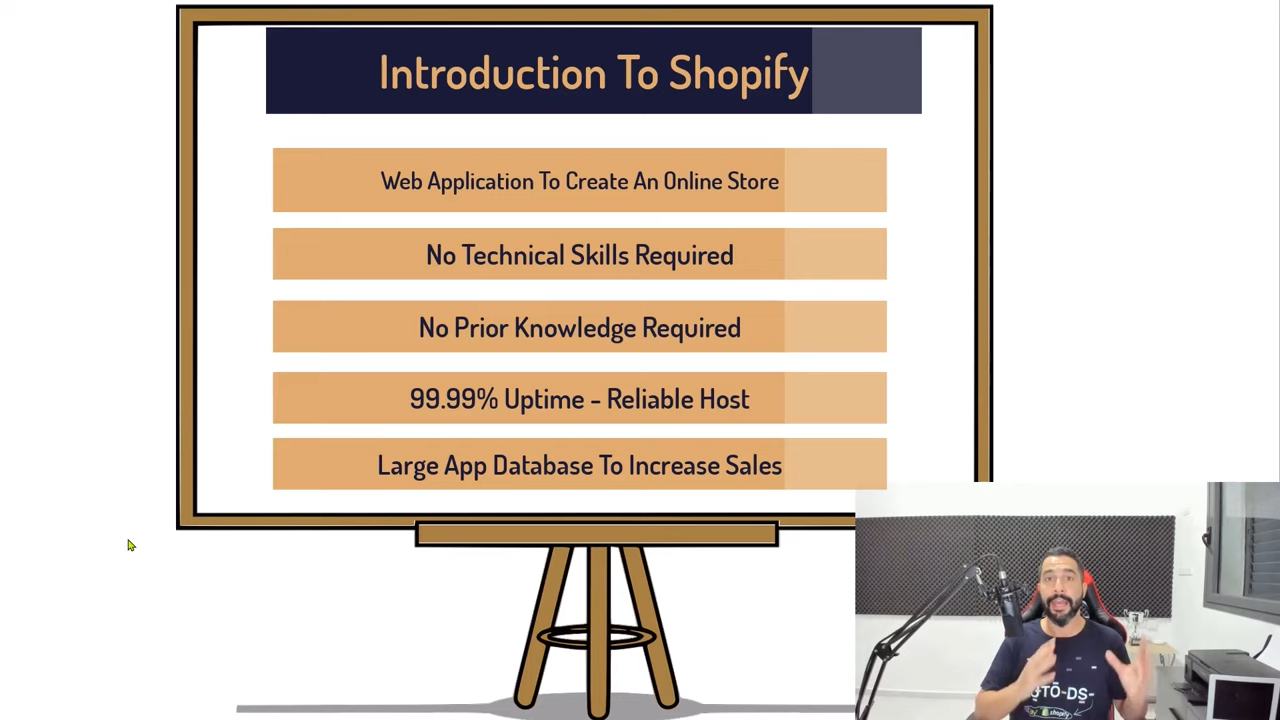 Introduction To Shopify
Web Application To Create An Online Store
No Technical Skills Required
No Prior Knowledge Required
99.99% Uptime - Reliable Host
Large App Database To Increase Sales
shopify